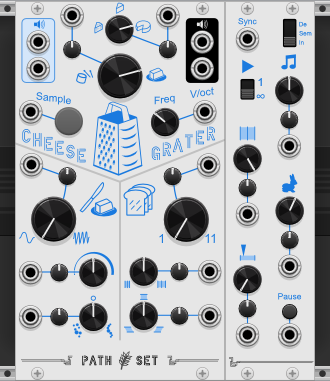 Sync
De
Sem
In
1
∞
Sample
Freq
V/oct
CHEESE GRATER
1 11
Pause
PATH SET